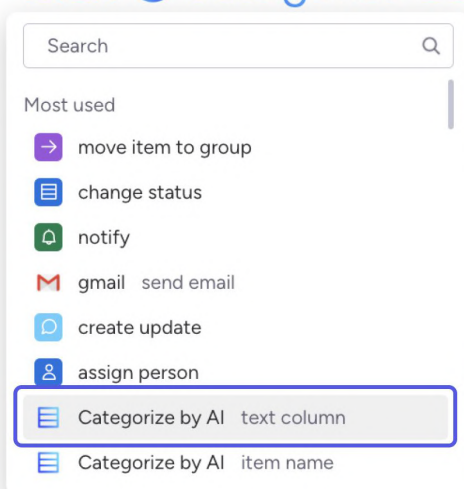 Search
Most used
move item to group
change status
notify
gmail send email
create update
assign person
Categorize by AI text column
Categorize by AI item name